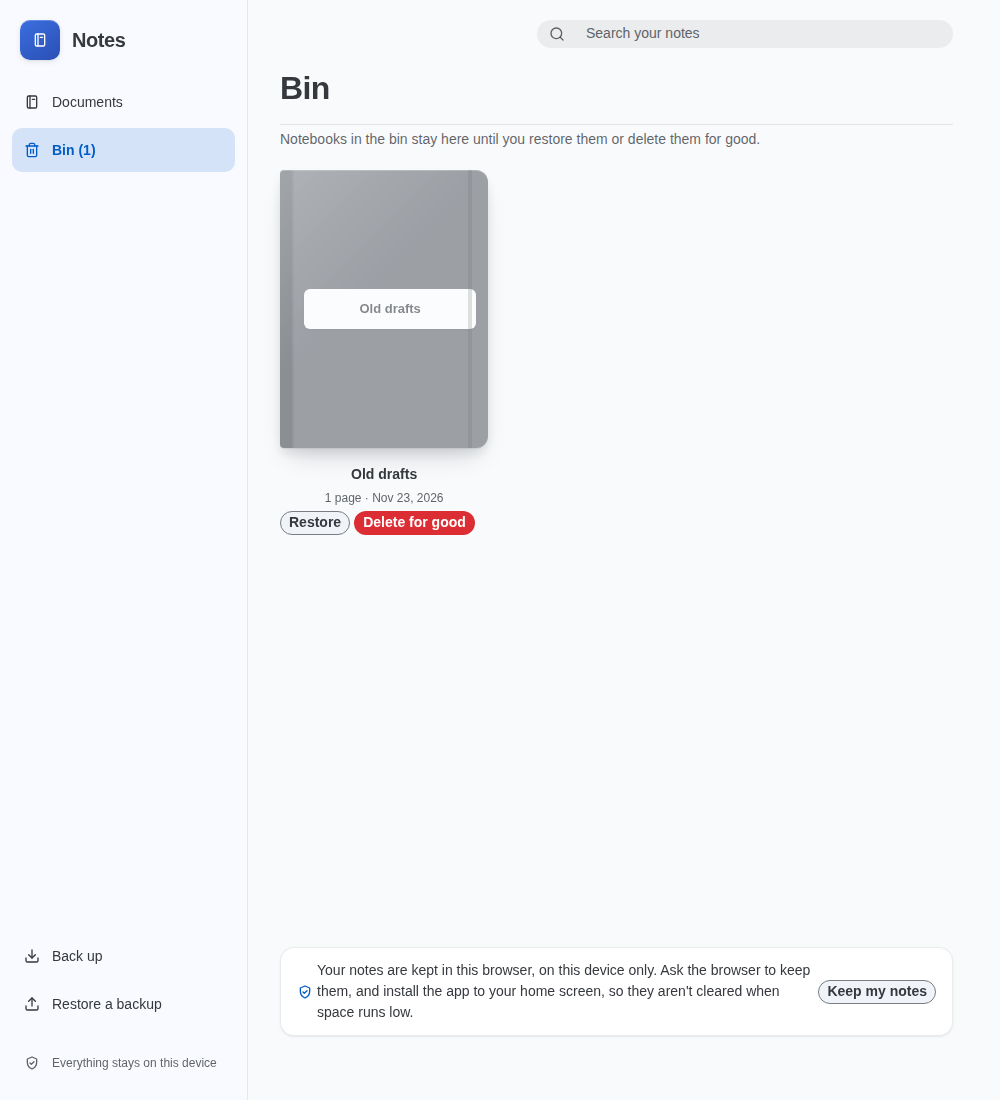 Notes
Documents
Bin (1)
Back up
Restore a backup
Everything stays on this device
Search your notes
Bin
Notebooks in the bin stay here until you restore them or delete them for good.
Old drafts
Old drafts
1 page · Nov 23, 2026
Restore Delete for good
Your notes are kept in this browser, on this device only. Ask the browser to keep
them, and install the app to your home screen, so they aren't cleared when
space runs low.
Keep my notes